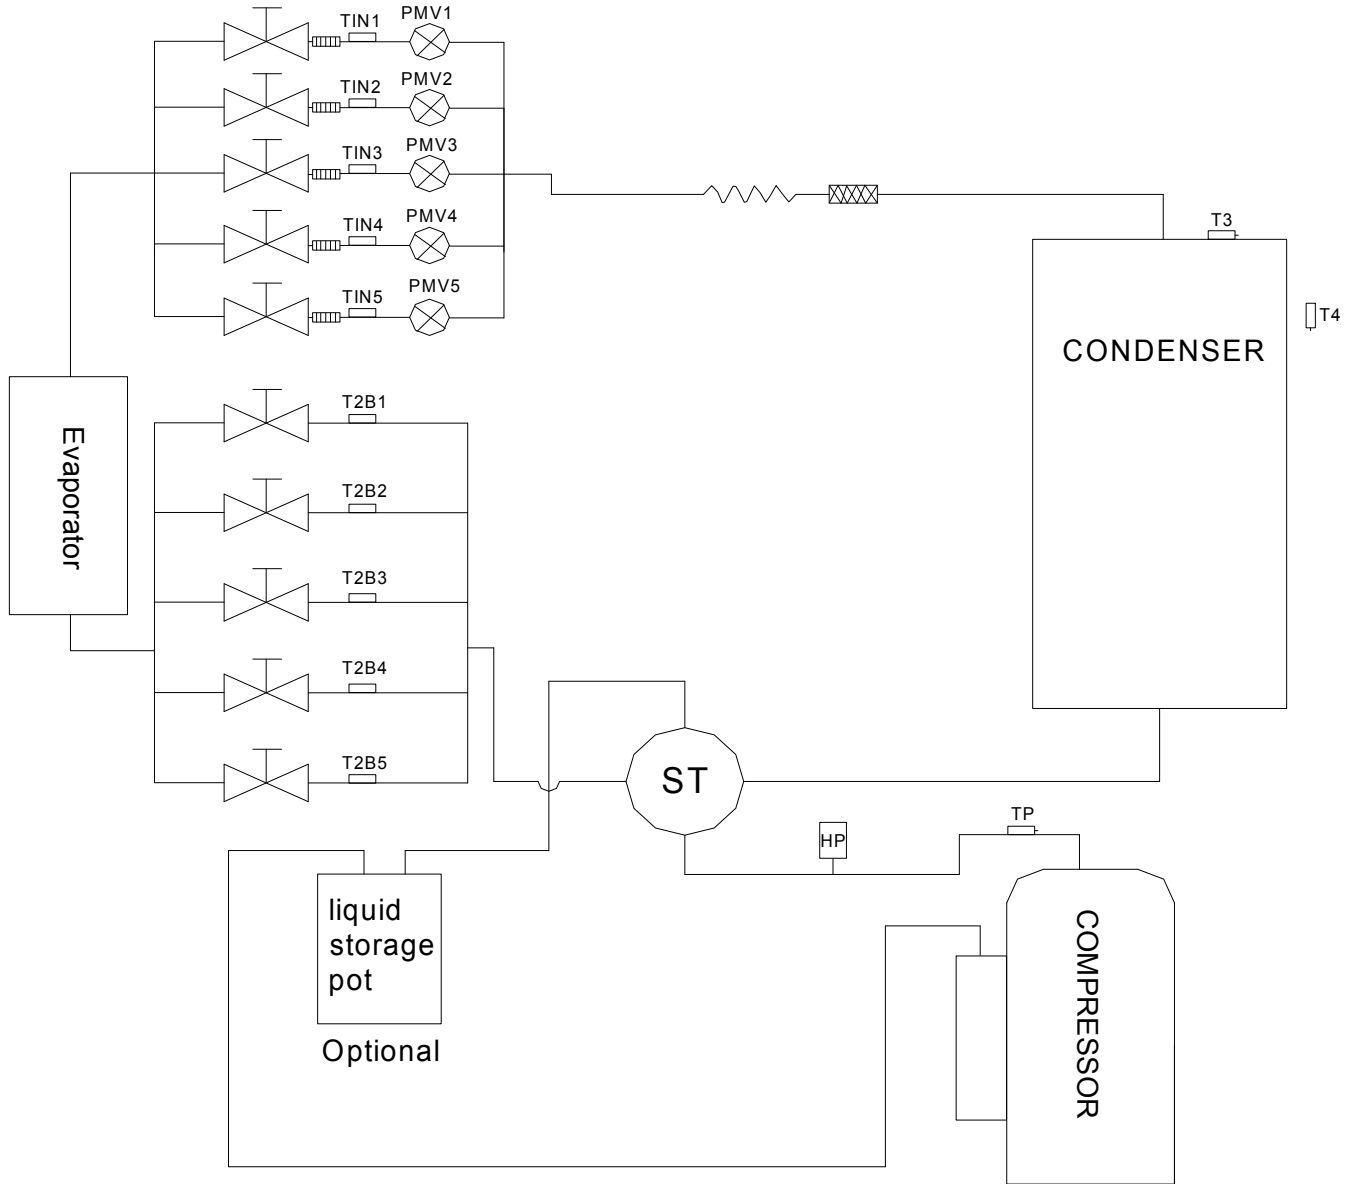 TIN1
PMV1
TIN2
PMV2
TIN3
PMV3
TIN4
PMV4
TIN5
PMV5
T3
T4
CONDENSER
Evaporator
T2B1
T2B2
T2B3
T2B4
T2B5
ST
HP
TP
liquid
storage
pot
Optional
COMPRESSOR